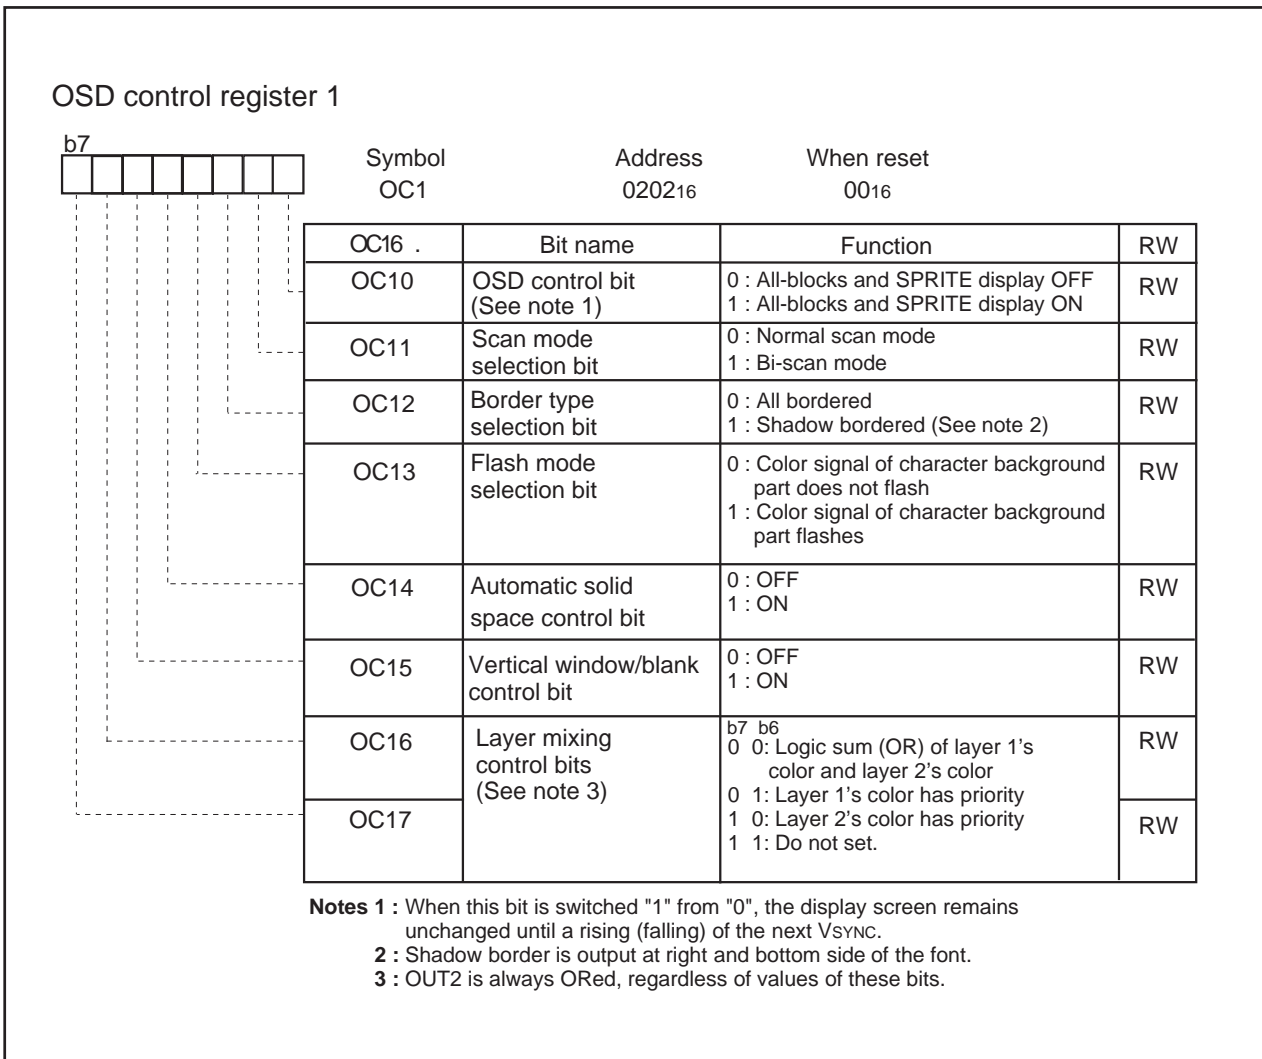 OSD control register 1
b7
Symbol Address When reset
OC1 020216 0016
OC16 . Bit name Function RW
OC10 OSD control bit (See note 1) 0 : All-blocks and SPRITE display OFF RW
1 : All-blocks and SPRITE display ON
OC11 Scan mode selection bit 0 : Normal scan mode RW
1 : Bi-scan mode
OC12 Border type selection bit 0 : All bordered RW
1 : Shadow bordered (See note 2)
OC13 Flash mode selection bit 0 : Color signal of character background RW
part does not flash
1 : Color signal of character background
part flashes
OC14 Automatic solid space control bit 0 : OFF RW
1 : ON
OC15 Vertical window/blank control bit 0 : OFF RW
1 : ON
OC16 Layer mixing control bits (See note 3) b7 b6 RW
0 0: Logic sum (OR) of layer 1's
color and layer 2's color
0 1: Layer 1's color has priority
OC17 1 0: Layer 2's color has priority RW
1 1: Do not set.
Notes 1 : When this bit is switched "1" from "0", the display screen remains
unchanged until a rising (falling) of the next VSYNC.
2 : Shadow border is output at right and bottom side of the font.
3 : OUT2 is always ORed, regardless of values of these bits.